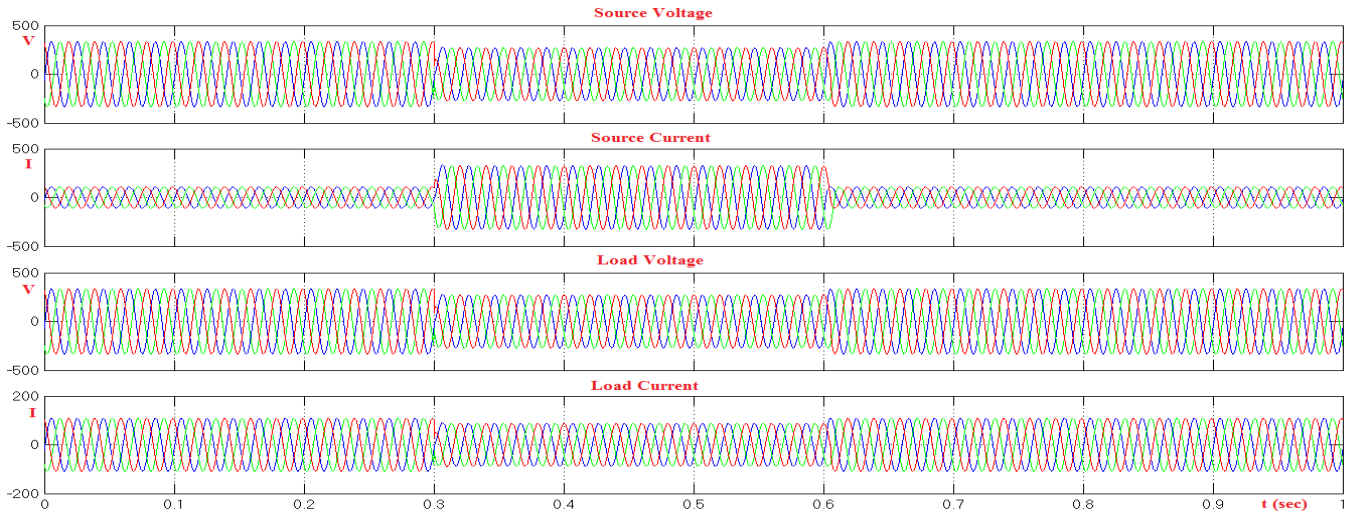 Source Voltage
500
V
0
-500
Source Current
500
I
0
-500
Load Voltage
500
V
0
-500
Load Current
200
I
0
-200
0 0.1 0.2 0.3 0.4 0.5 0.6 0.7 0.8 0.9 t (sec) 1